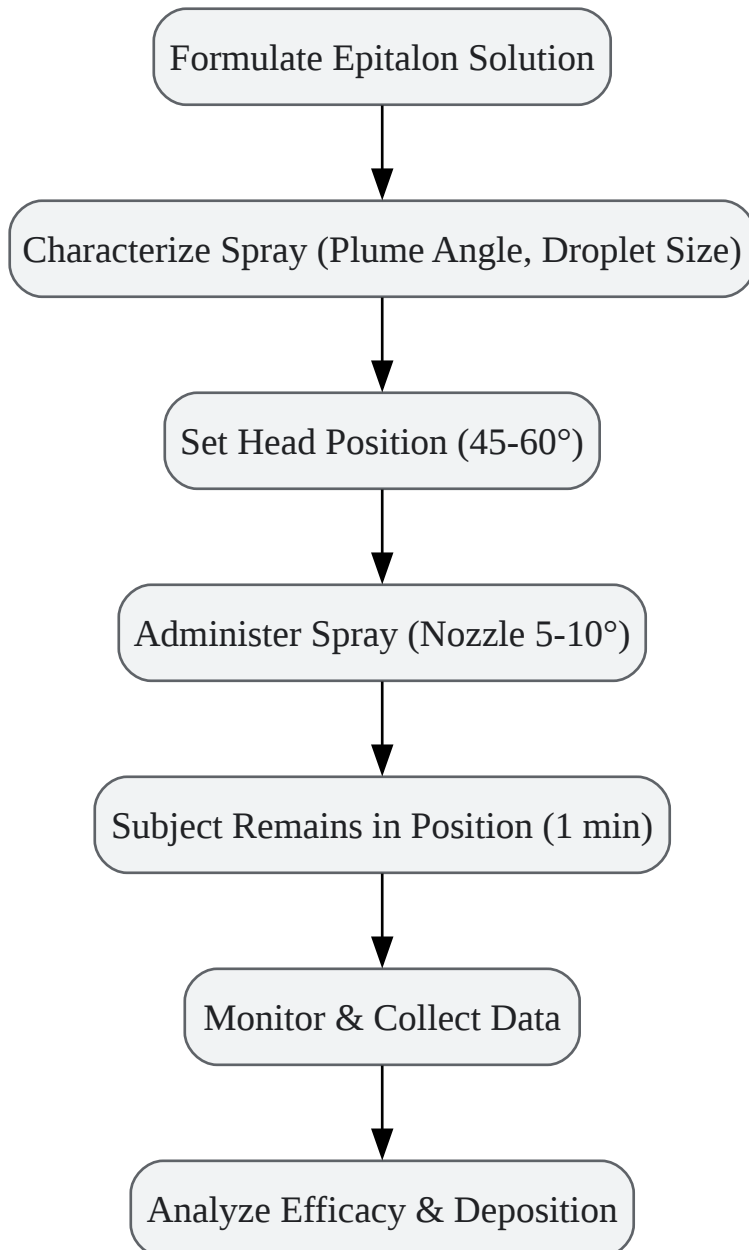 Formulate Epitalon Solution
Characterize Spray (Plume Angle, Droplet Size)
Set Head Position (45-60°)
Administer Spray (Nozzle 5-10°)
Subject Remains in Position (1 min)
Monitor & Collect Data
Analyze Efficacy & Deposition